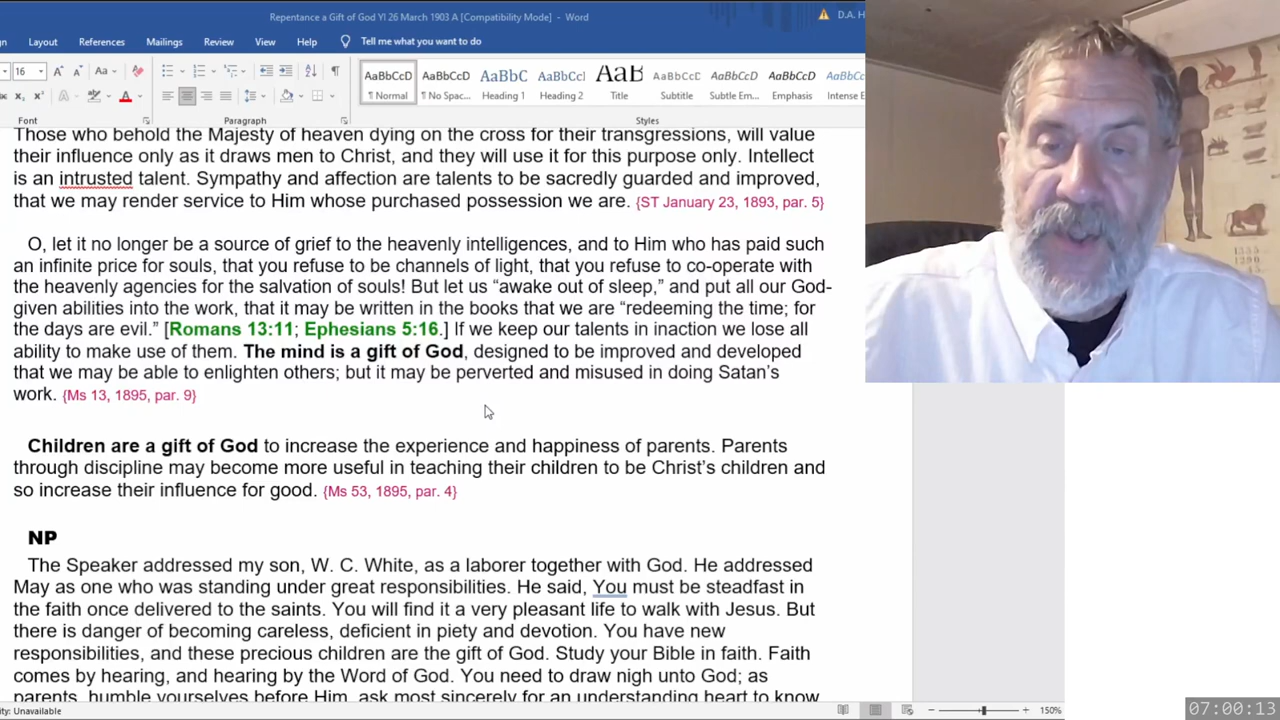 Repentance a Gift of God YI 26 March 1903 A [Compatibility Mode] - Word
D.A. H
Layout References Mailings Review View Help Tell me what you want to do
16 Aa
AaBbCcD AaBbCcD AaBbC AaBbCcl AaB AaBbCcD AaBbCcD AaBbCcD AaBbCc
¶ Normal ¶ No Spac... Heading 1 Heading 2 Title Subtitle Subtle Em... Emphasis Intense E
Font Paragraph Styles
Those who behold the Majesty of heaven dying on the cross for their transgressions, will value
their influence only as it draws men to Christ, and they will use it for this purpose only. Intellect
is an intrusted talent. Sympathy and affection are talents to be sacredly guarded and improved,
that we may render service to Him whose purchased possession we are. {ST January 23, 1893, par. 5}
O, let it no longer be a source of grief to the heavenly intelligences, and to Him who has paid such
an infinite price for souls, that you refuse to be channels of light, that you refuse to co-operate with
the heavenly agencies for the salvation of souls! But let us “awake out of sleep,” and put all our God-
given abilities into the work, that it may be written in the books that we are “redeeming the time; for
the days are evil.” [Romans 13:11; Ephesians 5:16.] If we keep our talents in inaction we lose all
ability to make use of them. The mind is a gift of God, designed to be improved and developed
that we may be able to enlighten others; but it may be perverted and misused in doing Satan’s
work. {Ms 13, 1895, par. 9}
Children are a gift of God to increase the experience and happiness of parents. Parents
through discipline may become more useful in teaching their children to be Christ’s children and
so increase their influence for good. {Ms 53, 1895, par. 4}
NP
The Speaker addressed my son, W. C. White, as a laborer together with God. He addressed
May as one who was standing under great responsibilities. He said, You must be steadfast in
the faith once delivered to the saints. You will find it a very pleasant life to walk with Jesus. But
there is danger of becoming careless, deficient in piety and devotion. You have new
responsibilities, and these precious children are the gift of God. Study your Bible in faith. Faith
comes by hearing, and hearing by the Word of God. You need to draw nigh unto God; as
parents, humble yourselves before Him, ask most sincerely for an understanding heart to know
ity: Unavailable
150%
07:00:13